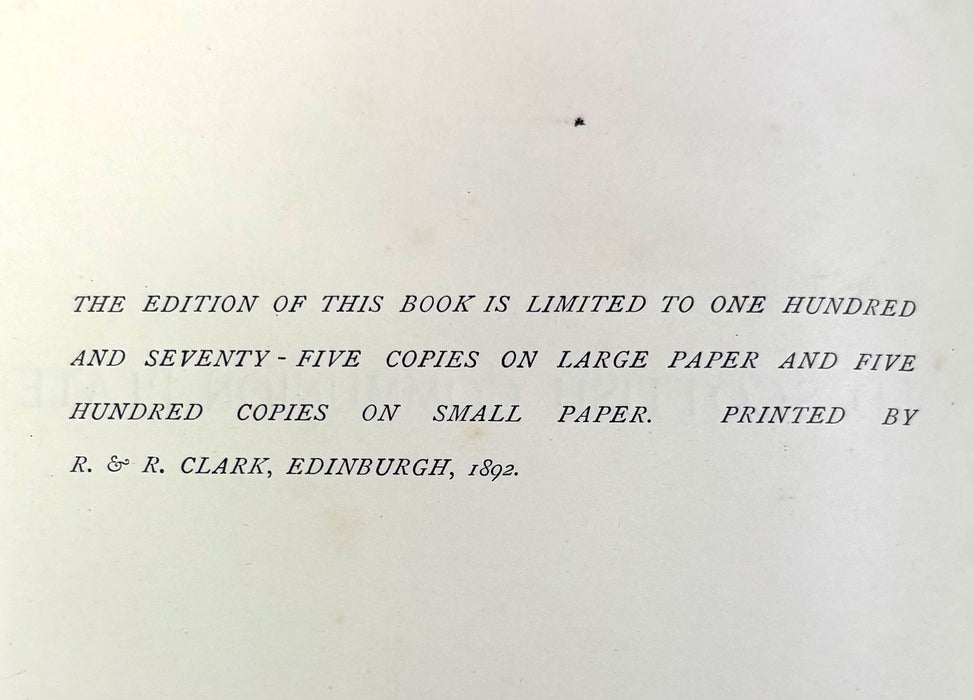 THE EDITION OF THIS BOOK IS LIMITED TO ONE HUNDRED
AND SEVENTY-FIVE COPIES ON LARGE PAPER AND FIVE
HUNDRED COPIES ON SMALL PAPER. PRINTED BY
R. & R. CLARK, EDINBURGH, 1892.